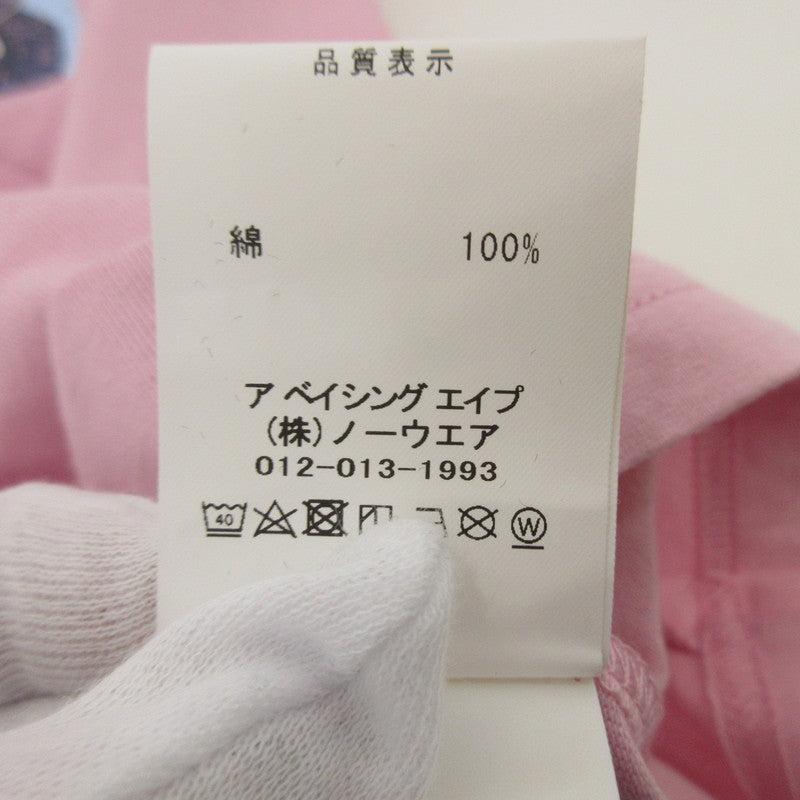 品質表示
綿 100%
ア ベイシング エイプ
(株)ノーウエア
012-013-1993
40 W